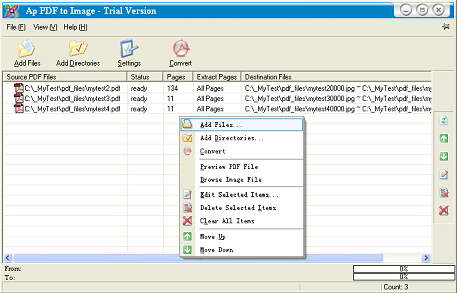 Ap PDF to Image - Trial Version
File (F) View (V) Help (H)
Add Files Add Directories Settings Convert
Source PDF Files Status Pages Extract Pages Destination Files
C:\_MyTest\pdf_files\mytest2.pdf ready 134 All Pages C:\_MyTest\pdf_files\mytest20000.jpg ~ C:\_MyTest\pdf_files\my
C:\_MyTest\pdf_files\mytest3.pdf ready 11 All Pages C:\_MyTest\pdf_files\mytest30000.jpg ~ C:\_MyTest\pdf_files\my
C:\_MyTest\pdf_files\mytest4.pdf ready 11 All Pages C:\_MyTest\pdf_files\mytest40000.jpg ~ C:\_MyTest\pdf_files\my
Add Files...
Add Directories...
Convert
Preview PDF File
Browse Image File
Edit Selected Items...
Delete Selected Items
Clear All Items
Move Up
Move Down
From: 0%
To: 0%
Count: 3